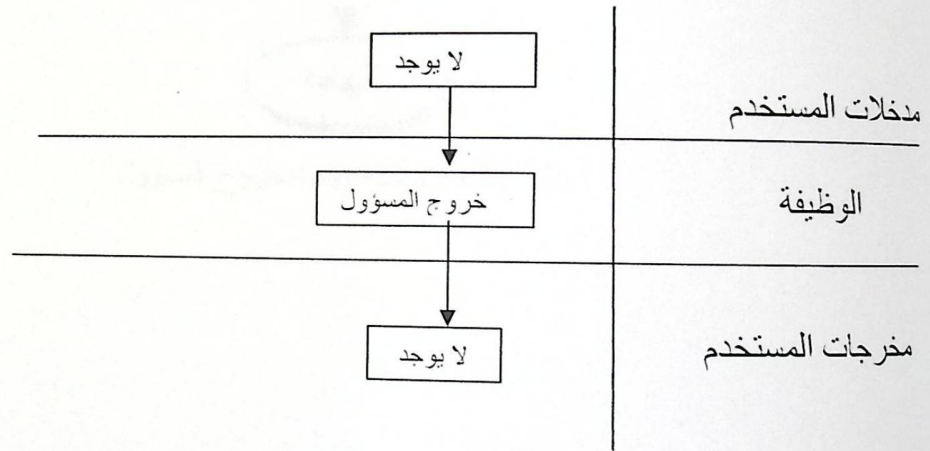 لا يوجد
مدخلات المستخدم
خروج المسؤول
الوظيفة
لا يوجد
مخرجات المستخدم